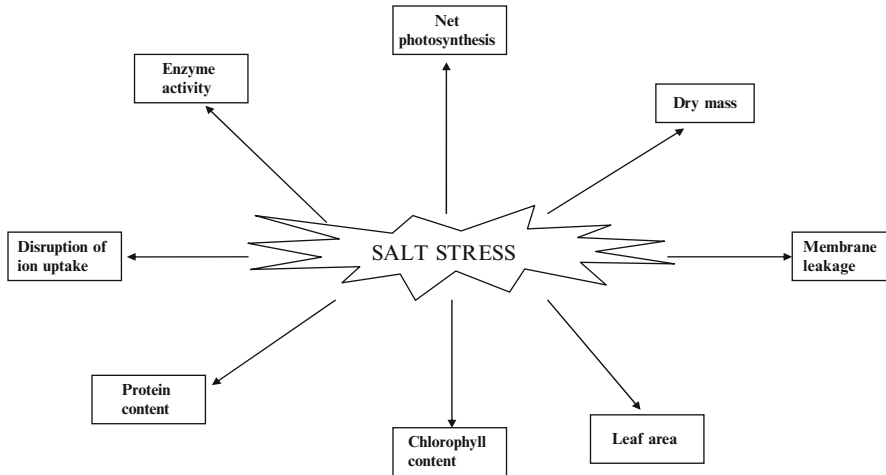 Net
photosynthesis
Enzyme
activity
Dry mass
Disruption of
ion uptake
SALT STRESS
Membrane
leakage
Protein
content
Chlorophyll
content
Leaf area